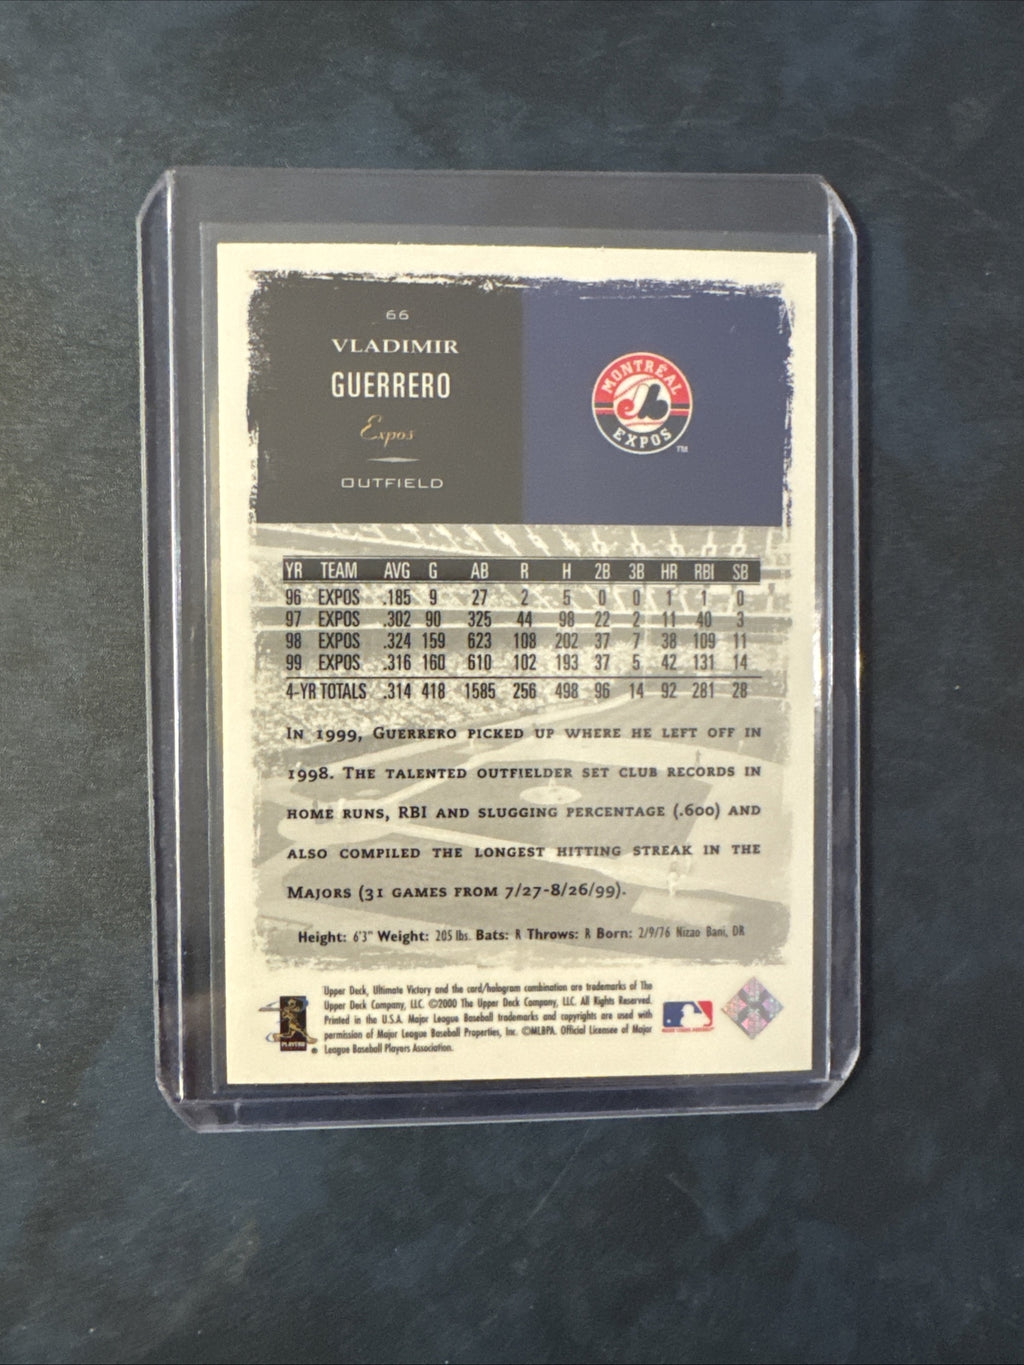 66
VLADIMIR
GUERRERO
Expos
OUTFIELD
MONTRÉAL
eb
EXPOS
TM
YR TEAM AVG G AB R H 2B 3B HR RBI SB
96 EXPOS .185 9 27 2 5 0 0 1 1 0
97 EXPOS .302 90 325 44 98 22 2 11 40 3
98 EXPOS .324 159 623 108 202 37 7 38 109 11
99 EXPOS .316 160 610 102 193 37 5 42 131 14
4-YR TOTALS .314 418 1585 256 498 96 14 92 281 28
IN 1999, GUERRERO PICKED UP WHERE HE LEFT OFF IN
1998. THE TALENTED OUTFIELDER SET CLUB RECORDS IN
HOME RUNS, RBI AND SLUGGING PERCENTAGE (.600) AND
ALSO COMPILED THE LONGEST HITTING STREAK IN THE
MAJORS (31 GAMES FROM 7/27-8/26/99).
Height: 6'3" Weight: 205 lbs. Bats: R Throws: R Born: 2/9/76 Nizao Bani, DR
Upper Deck, Ultimate Victory and the card/hologram combination are trademarks of The
Upper Deck Company, LLC. ©2000 The Upper Deck Company, LLC. All Rights Reserved.
Printed in the U.S.A. Major League Baseball trademarks and copyrights are used with
permission of Major League Baseball Properties, Inc. ©MLBPA. Official Licensee of Major
League Baseball Players Association.
PLAYERS
®